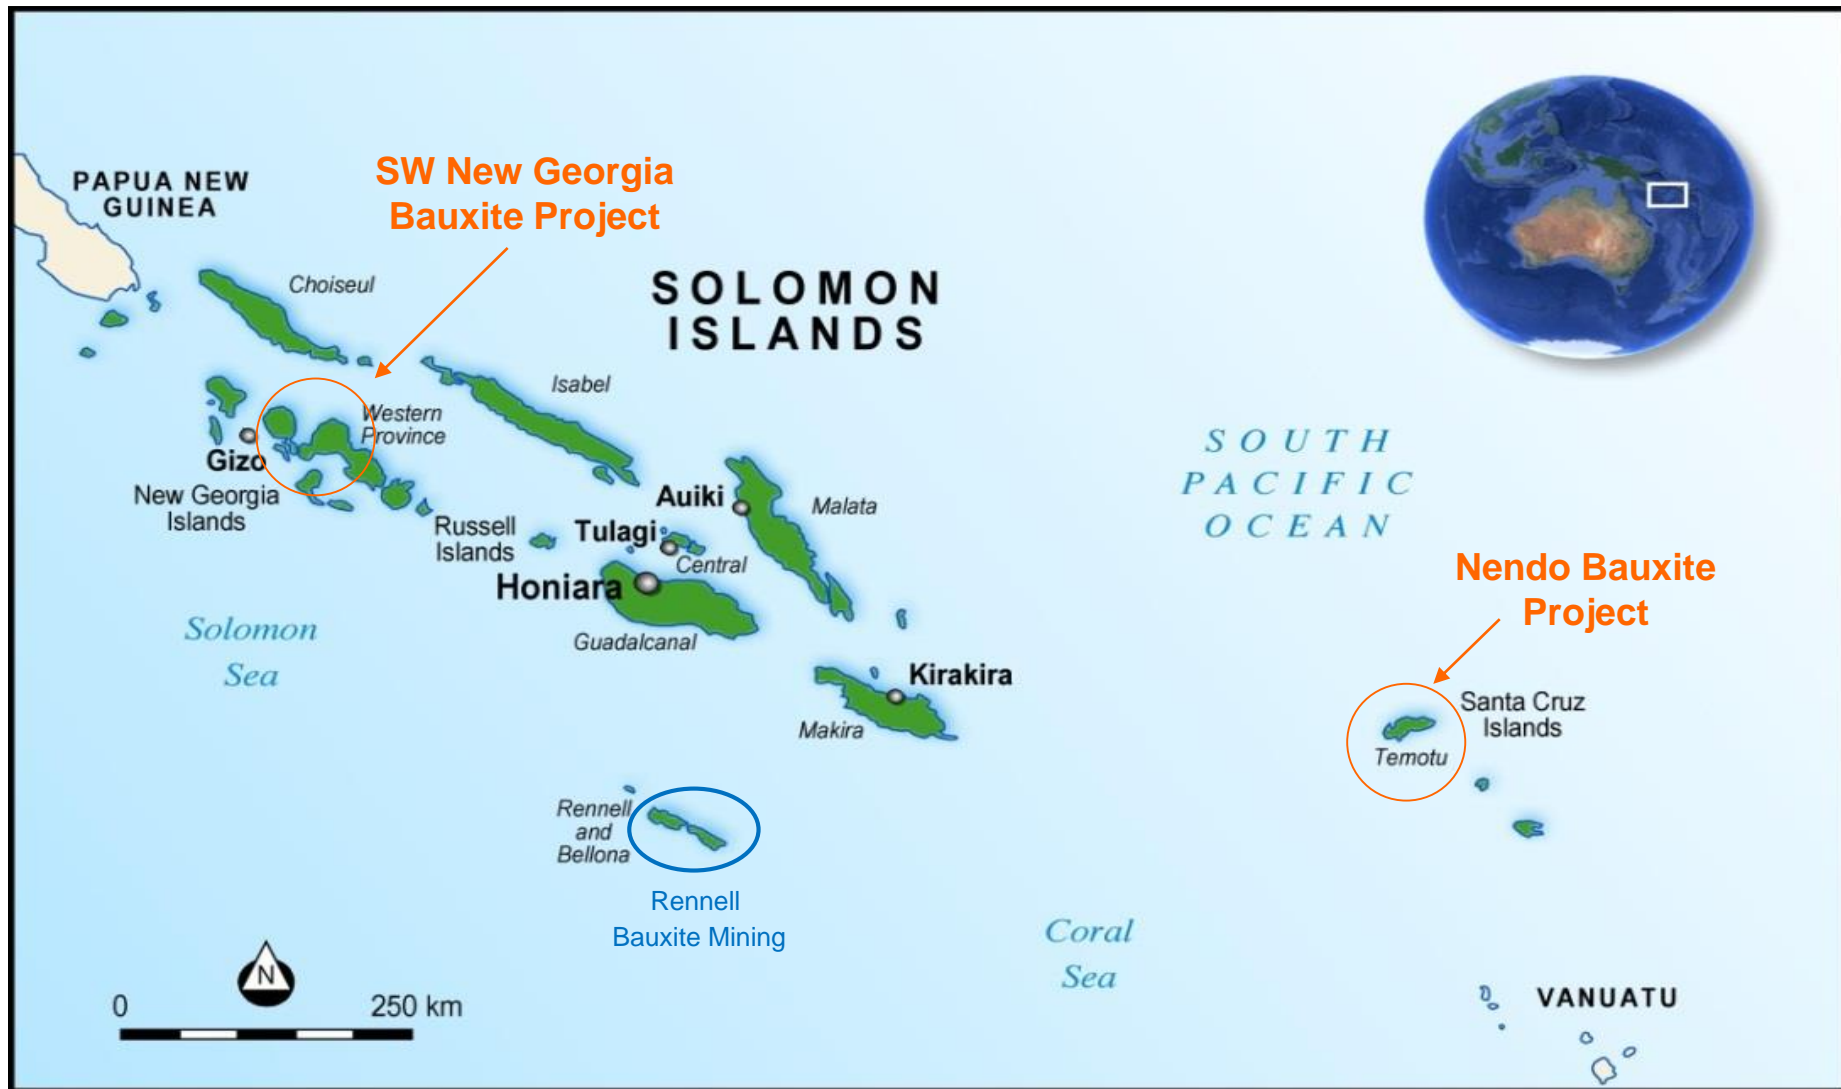 PAPUA NEW
GUINEA
SW New Georgia
Bauxite Project
Choiseul
SOLOMON
ISLANDS
Isabel
Western
Province
Gizo
New Georgia
Islands
Russell
Islands
Auiki
Malata
Tulagi
Central
Honiara
Guadalcanal
SOUTH
PACIFIC
OCEAN
Nendo Bauxite
Project
Solomon
Sea
Kirakira
Makira
Santa Cruz
Islands
Temotu
Rennell
and
Bellona
Rennell
Bauxite Mining
Coral
Sea
N
0 250 km
VANUATU